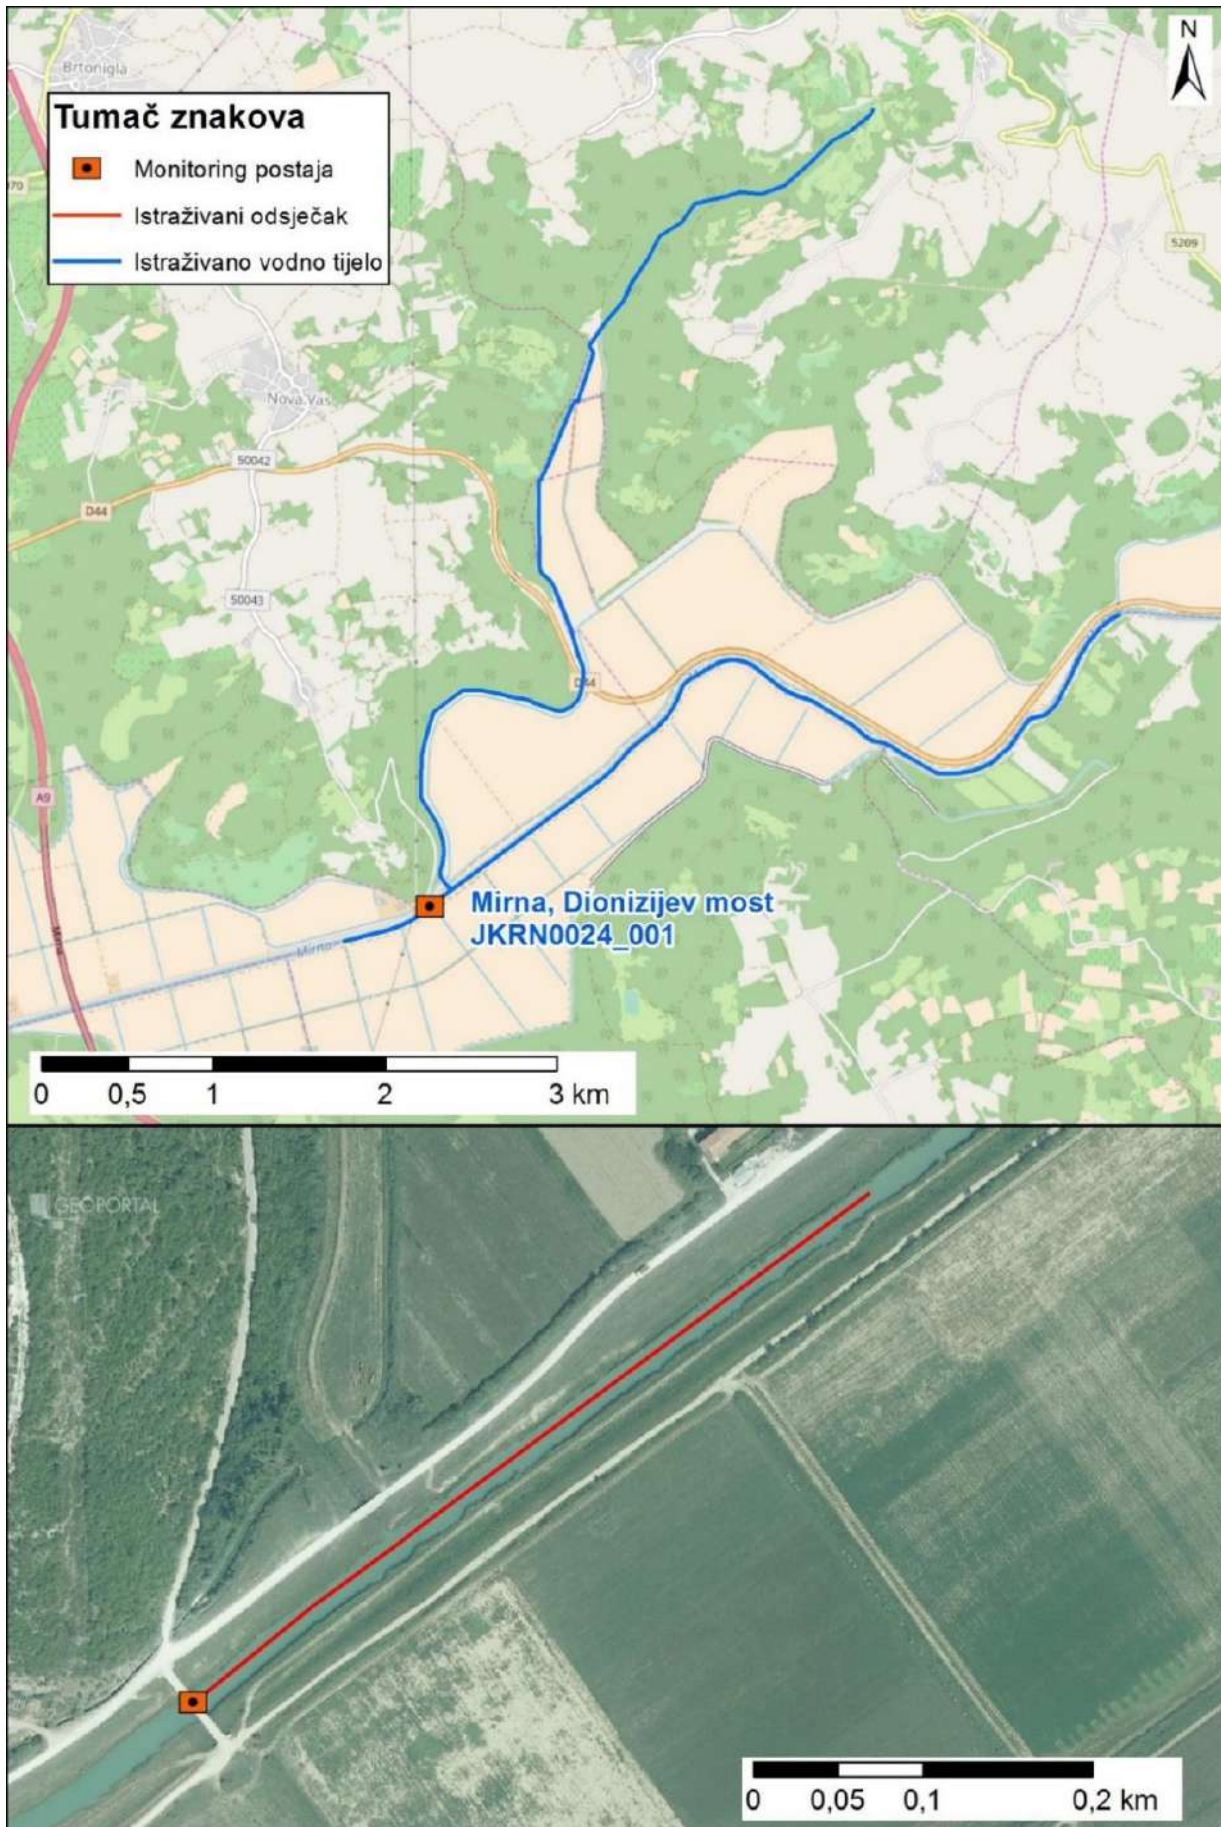 N
Brtonigla
Tumač znakova
Monitoring postaja
Istraživani odsječak
Istraživano vodno tijelo
5209
Nova Vas
50042
D44
50043
D44
A9
Mirna
Mirna, Dionizijev most
JKRN0024_001
Mirna
0 0,5 1 2 3 km
GEOPORTAL
0 0,05 0,1 0,2 km